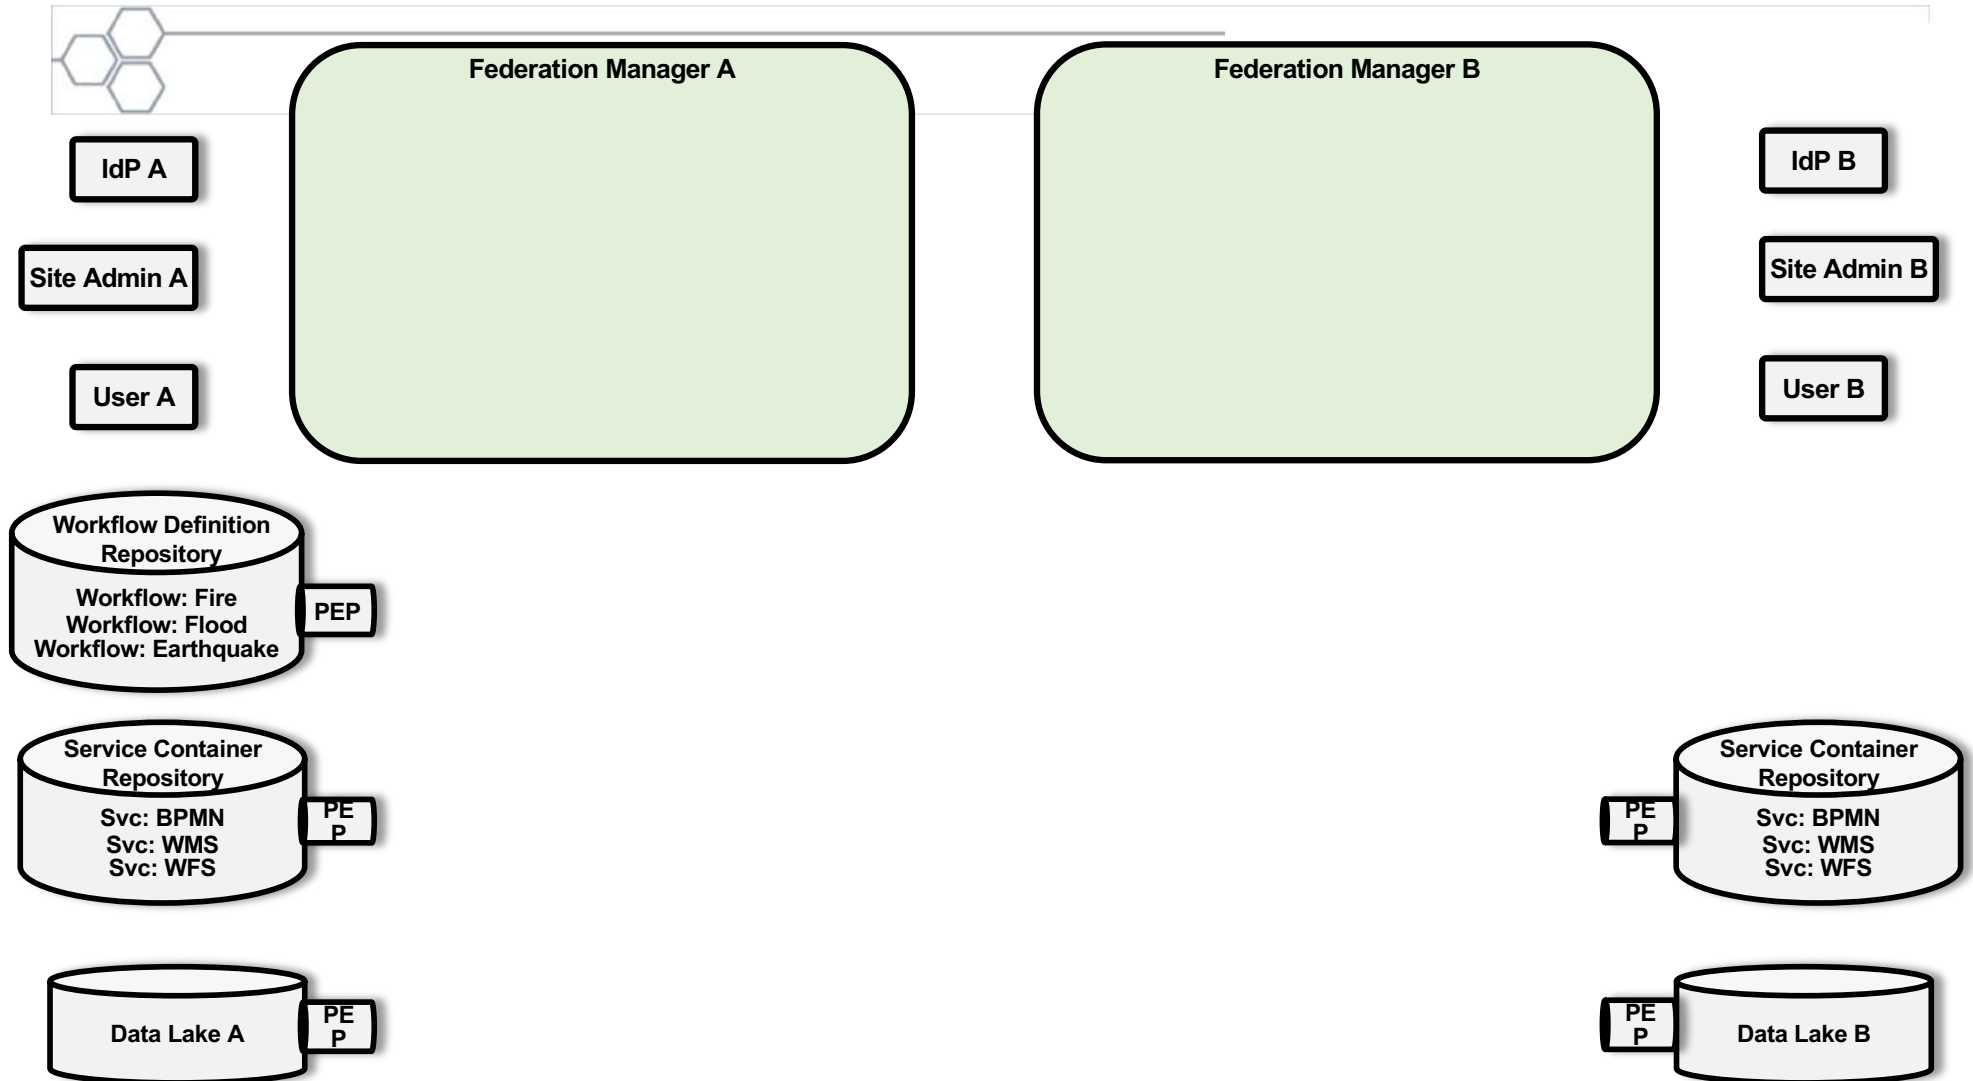 Federation Manager A
Federation Manager B
IdP A
IdP B
Site Admin A
Site Admin B
User A
User B
Workflow Definition
Repository
Workflow: Fire
Workflow: Flood
Workflow: Earthquake
PEP
Service Container
Repository
Svc: BPMN
Svc: WMS
Svc: WFS
PE
P
PE
P
Service Container
Repository
Svc: BPMN
Svc: WMS
Svc: WFS
Data Lake A
PE
P
PE
P
Data Lake B